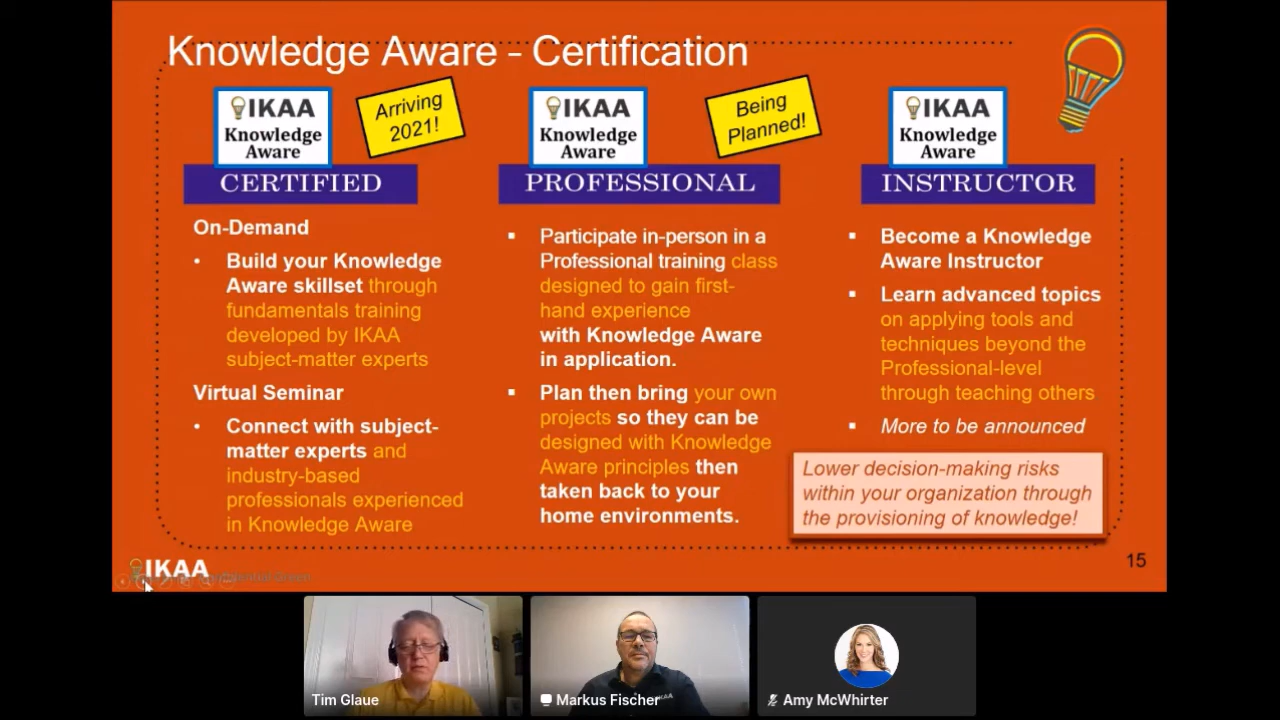 Knowledge Aware - Certification
IKAA
Knowledge
Aware
Arriving
2021!
CERTIFIED
On-Demand
• Build your Knowledge
Aware skillset through
fundamentals training
developed by IKAA
subject-matter experts
Virtual Seminar
• Connect with subject-
matter experts and
industry-based
professionals experienced
in Knowledge Aware
IKAA
Knowledge
Aware
Being
Planned!
PROFESSIONAL
▪ Participate in-person in a
Professional training class
designed to gain first-
hand experience
with Knowledge Aware
in application.
▪ Plan then bring your own
projects so they can be
designed with Knowledge
Aware principles then
taken back to your
home environments.
IKAA
Knowledge
Aware
INSTRUCTOR
▪ Become a Knowledge
Aware Instructor
▪ Learn advanced topics
on applying tools and
techniques beyond the
Professional-level
through teaching others
▪ More to be announced
Lower decision-making risks
within your organization through
the provisioning of knowledge!
IKAA
15
Tim Glaue
Markus Fischer
IKAA
Amy McWhirter